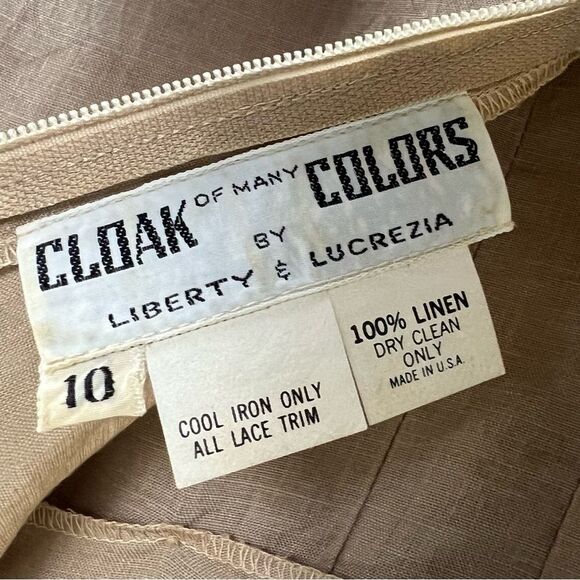 CLOAK OF MANY COLORS
BY
LIBERTY & LUCREZIA
10
COOL IRON ONLY
ALL LACE TRIM
100% LINEN
DRY CLEAN
ONLY
MADE IN U.S.A.